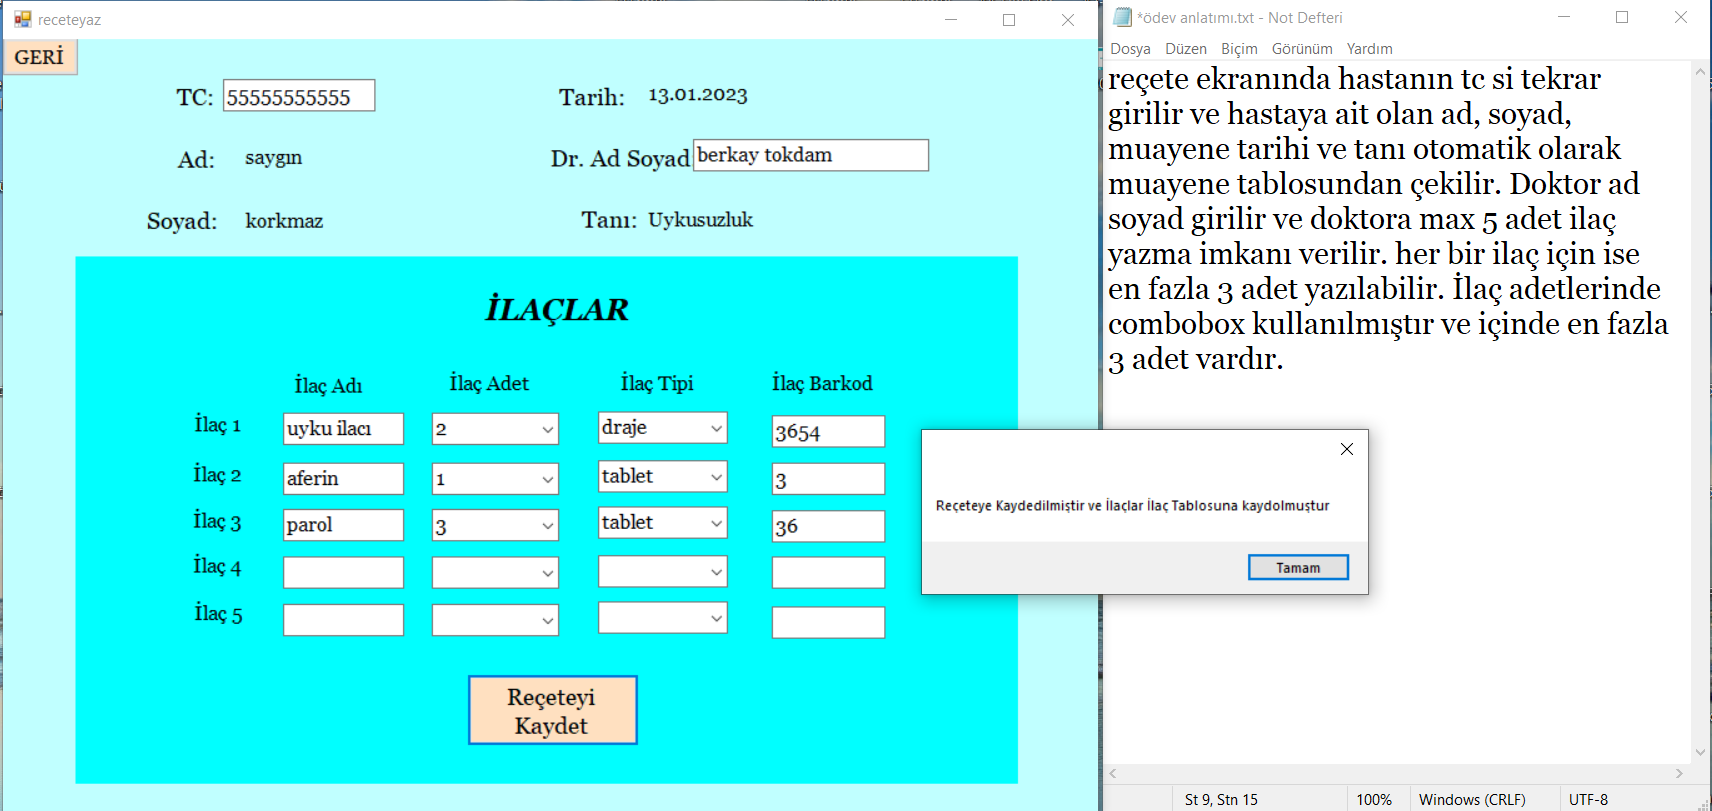 receteyaz
GERİ
TC: 55555555555
Tarih: 13.01.2023
Ad: saygın
Dr. Ad Soyad berkay tokdam
Soyad: korkmaz
Tanı: Uykusuzluk
İLAÇLAR
İlaç Adı İlaç Adet İlaç Tipi İlaç Barkod
İlaç 1 uyku ilacı 2 draje 3654
İlaç 2 aferin 1 tablet 3
İlaç 3 parol 3 tablet 36
İlaç 4
İlaç 5
Reçeteyi
Kaydet
Reçeteye Kaydedilmiştir ve İlaçlar İlaç Tablosuna kaydolmuştur
Tamam
*ödev anlatımı.txt - Not Defteri
Dosya Düzen Biçim Görünüm Yardım
reçete ekranında hastanın tc si tekrar
girilir ve hastaya ait olan ad, soyad,
muayene tarihi ve tanı otomatik olarak
muayene tablosundan çekilir. Doktor ad
soyad girilir ve doktora max 5 adet ilaç
yazma imkanı verilir. her bir ilaç için ise
en fazla 3 adet yazılabilir. İlaç adetlerinde
combobox kullanılmıştır ve içinde en fazla
3 adet vardır.
St 9, Stn 15 100% Windows (CRLF) UTF-8